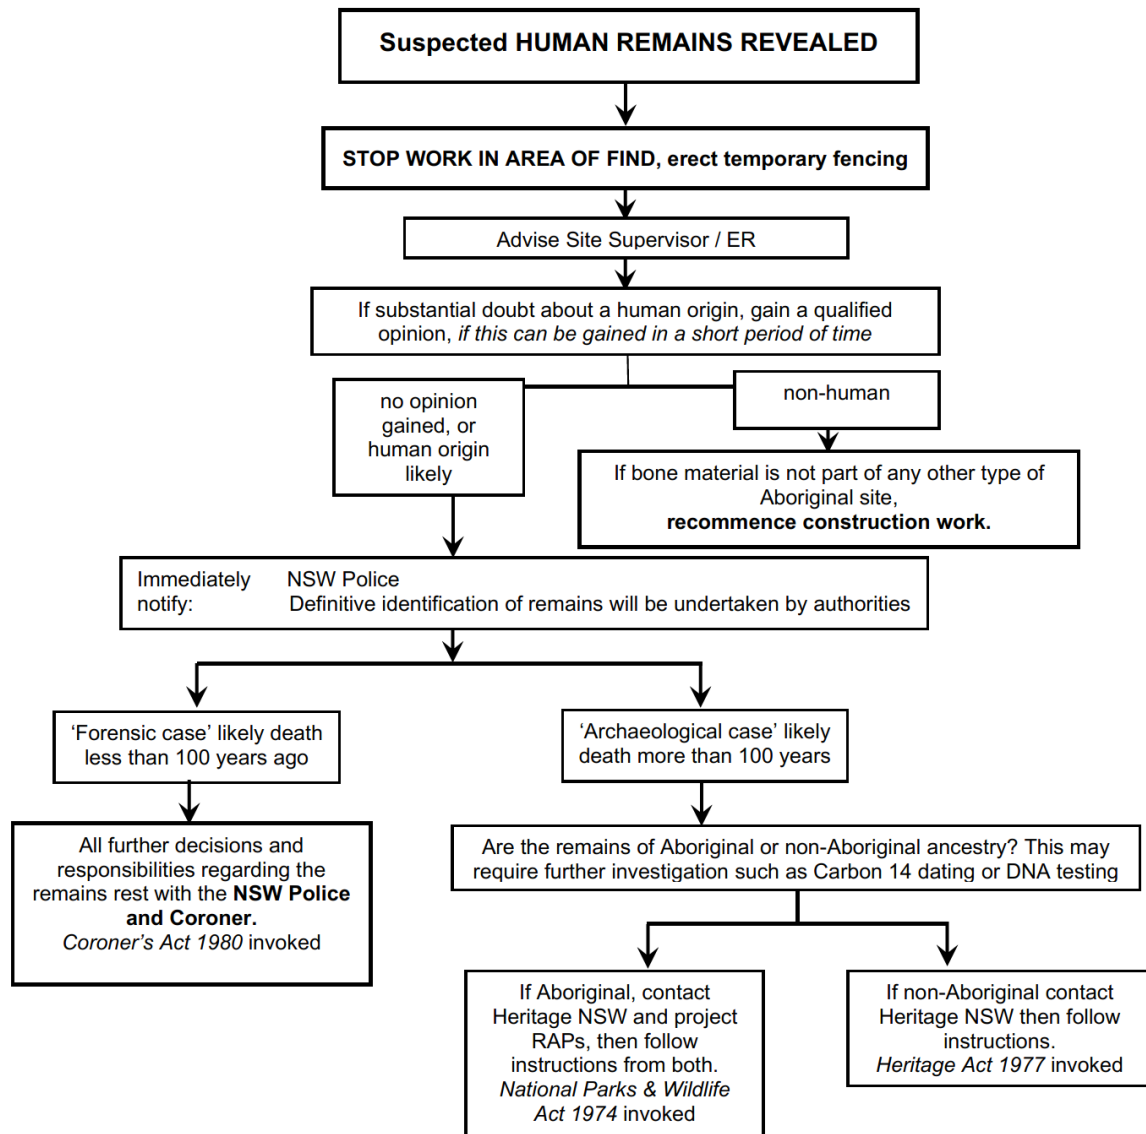 Suspected HUMAN REMAINS REVEALED
STOP WORK IN AREA OF FIND, erect temporary fencing
Advise Site Supervisor / ER
If substantial doubt about a human origin, gain a qualified
opinion, if this can be gained in a short period of time
no opinion
gained, or
human origin
likely
non-human
If bone material is not part of any other type of
Aboriginal site,
recommence construction work.
Immediately NSW Police
notify: Definitive identification of remains will be undertaken by authorities
‘Forensic case’ likely death
less than 100 years ago
‘Archaeological case’ likely
death more than 100 years
All further decisions and
responsibilities regarding the
remains rest with the NSW Police
and Coroner.
Coroner’s Act 1980 invoked
Are the remains of Aboriginal or non-Aboriginal ancestry? This may
require further investigation such as Carbon 14 dating or DNA testing
If Aboriginal, contact
Heritage NSW and project
RAPs, then follow
instructions from both.
National Parks & Wildlife
Act 1974 invoked
If non-Aboriginal contact
Heritage NSW then follow
instructions.
Heritage Act 1977 invoked